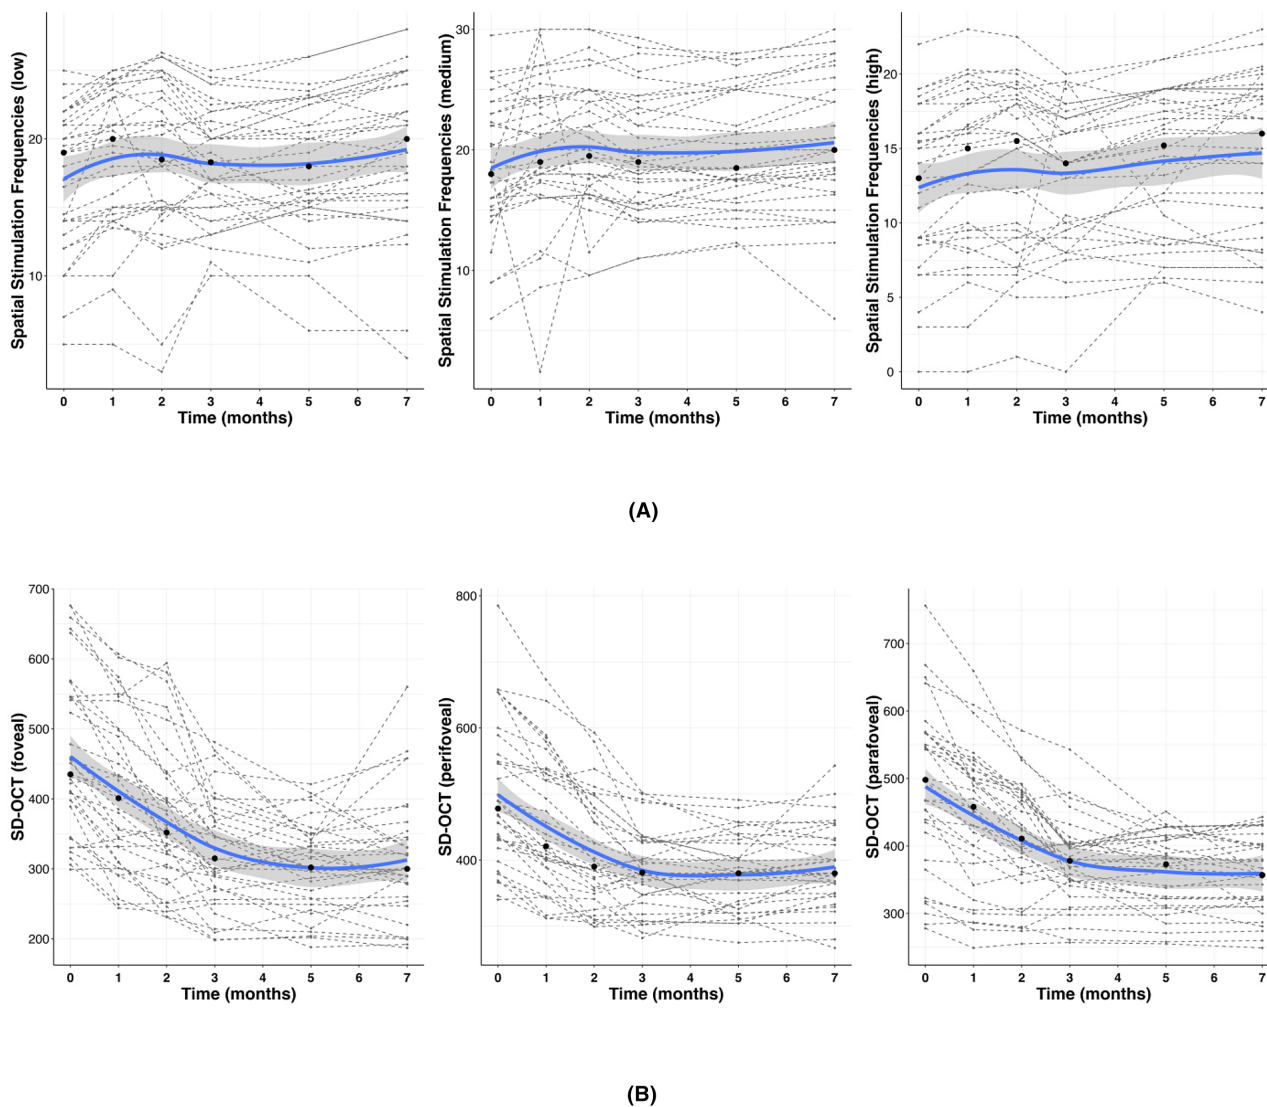 Spatial Stimulation Frequencies (low)
20
10
0 1 2 3 4 5 6 7
Time (months)
Spatial Stimulation Frequencies (medium)
30
20
10
0 1 2 3 4 5 6 7
Time (months)
Spatial Stimulation Frequencies (high)
20
15
10
5
0
0 1 2 3 4 5 6 7
Time (months)
(A)
SD-OCT (foveal)
700
600
500
400
300
200
0 1 2 3 4 5 6 7
Time (months)
SD-OCT (perifoveal)
800
600
400
0 1 2 3 4 5 6 7
Time (months)
SD-OCT (parafoveal)
700
500
300
0 1 2 3 4 5 6 7
Time (months)
(B)